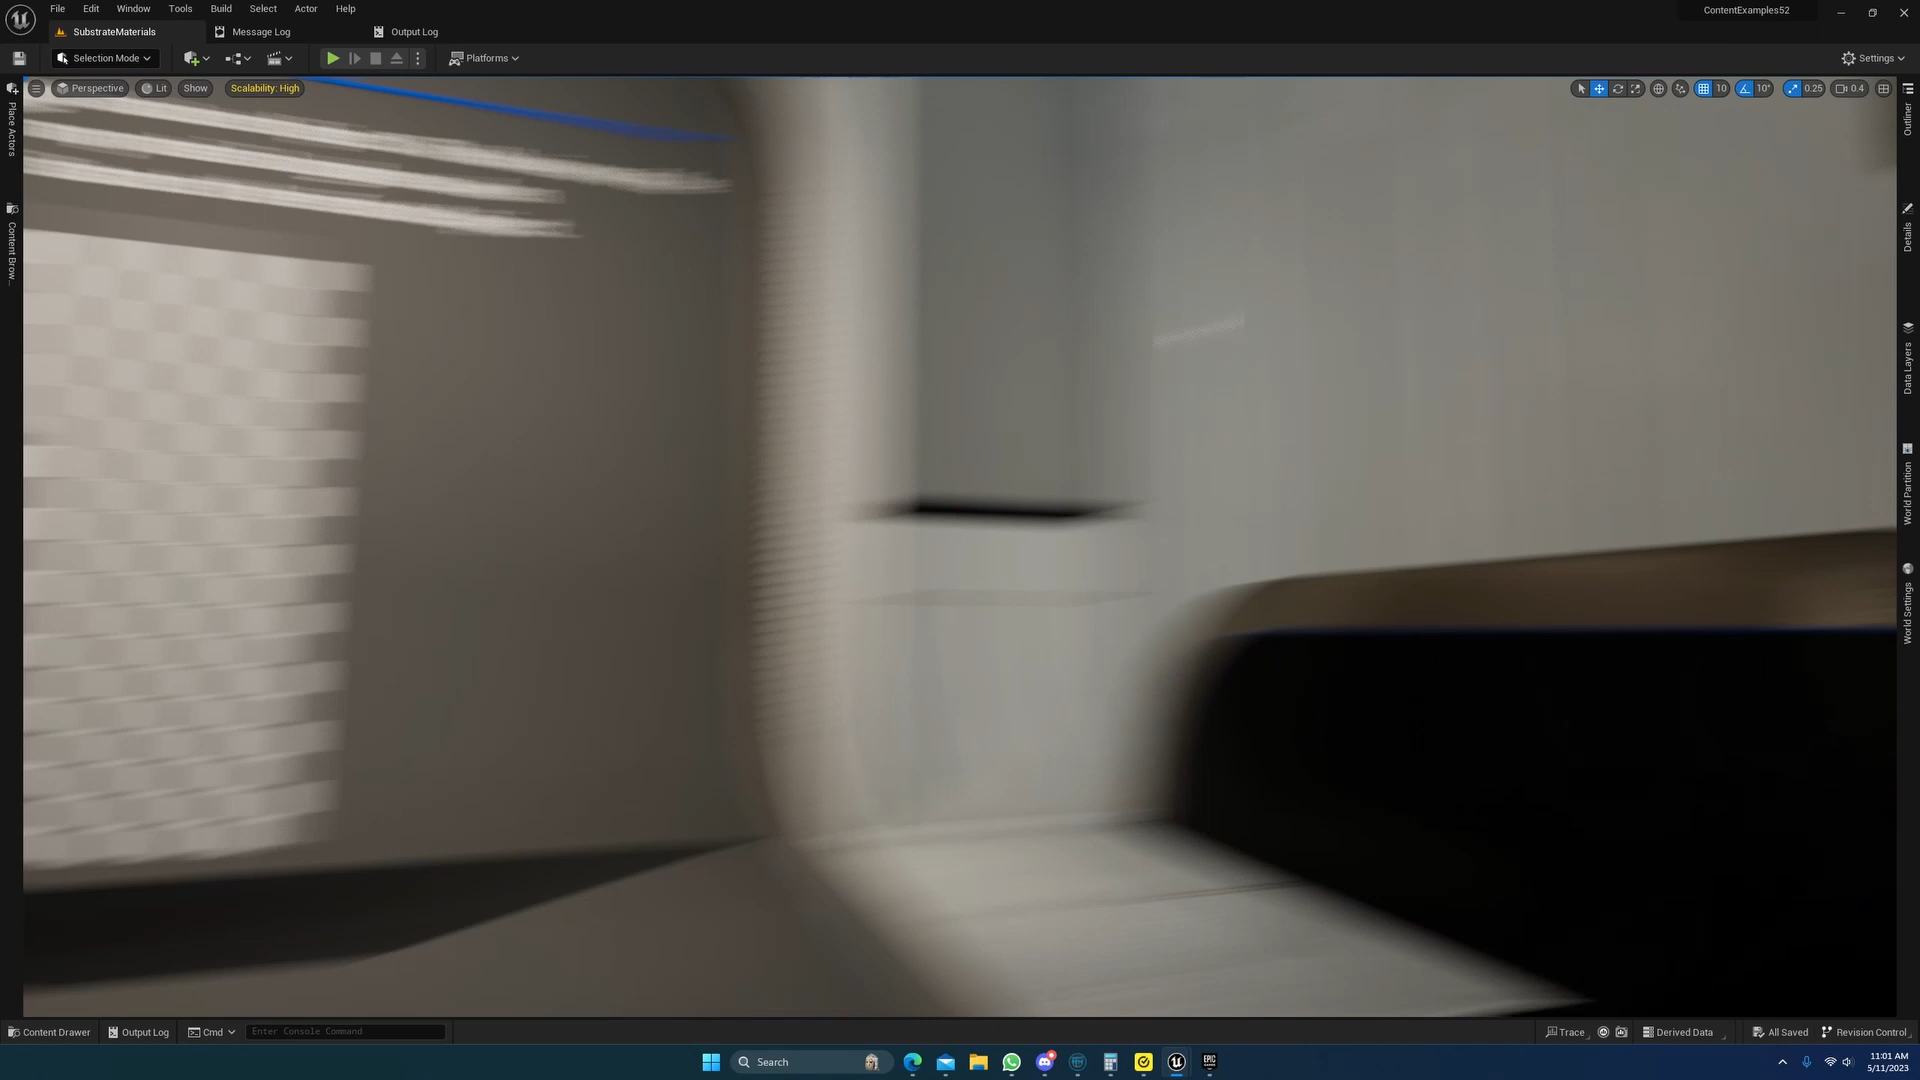 File Edit Window Tools Build Select Actor Help
ContentExamples52
SubstrateMaterials
Message Log
Output Log
Selection Mode
Platforms
Settings
Perspective
Lit
Show
Scalability: High
10
10°
0.25
0.4
Place Actors
Content Brow...
Outliner
Details
Data Layers
World Partition
World Settings
Content Drawer
Output Log
Cmd
Enter Console Command
Trace
Derived Data
All Saved
Revision Control
Search
EPIC
11:01 AM
5/11/2023